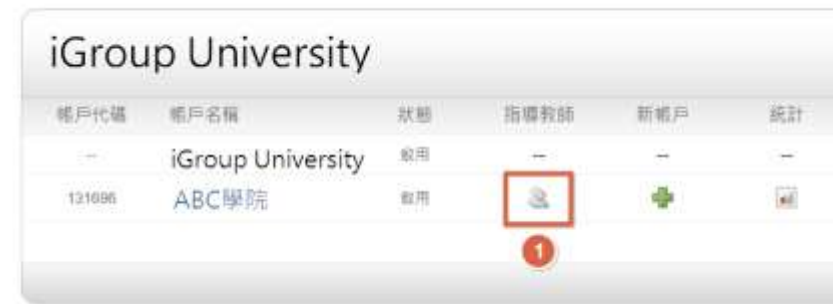 iGroup University
帳戶代碼 帳戶名稱 狀態 指導教師 新帳戶 統計
-- iGroup University 啟用 -- -- --
131696 ABC學院 啟用
1